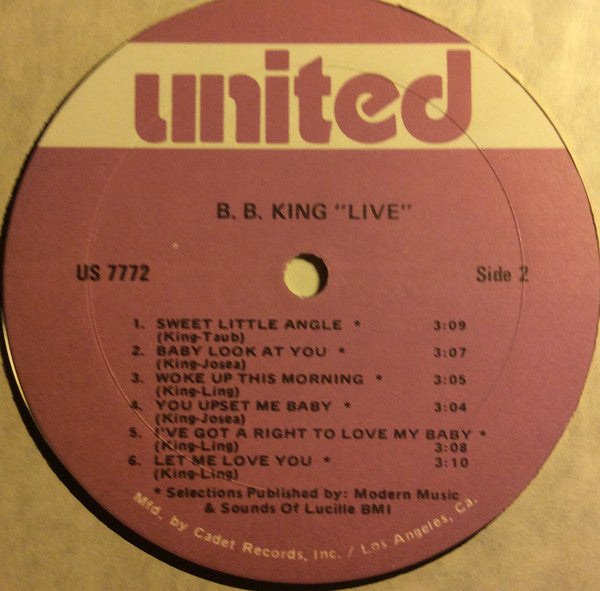 united
B. B. KING "LIVE"
US 7772 Side 2
1. SWEET LITTLE ANGLE * 3:09
(King-Taub)
2. BABY LOOK AT YOU * 3:07
(King-Josea)
3. WOKE UP THIS MORNING * 3:05
(King-Ling)
4. YOU UPSET ME BABY * 3:04
(King-Josea)
5. I'VE GOT A RIGHT TO LOVE MY BABY *
(King-Ling) 3:08
6. LET ME LOVE YOU * 3:10
(King-Ling)
* Selections Published by: Modern Music
& Sounds Of Lucille BMI
Mfd. by Cadet Records, Inc. / Los Angeles, Ca.